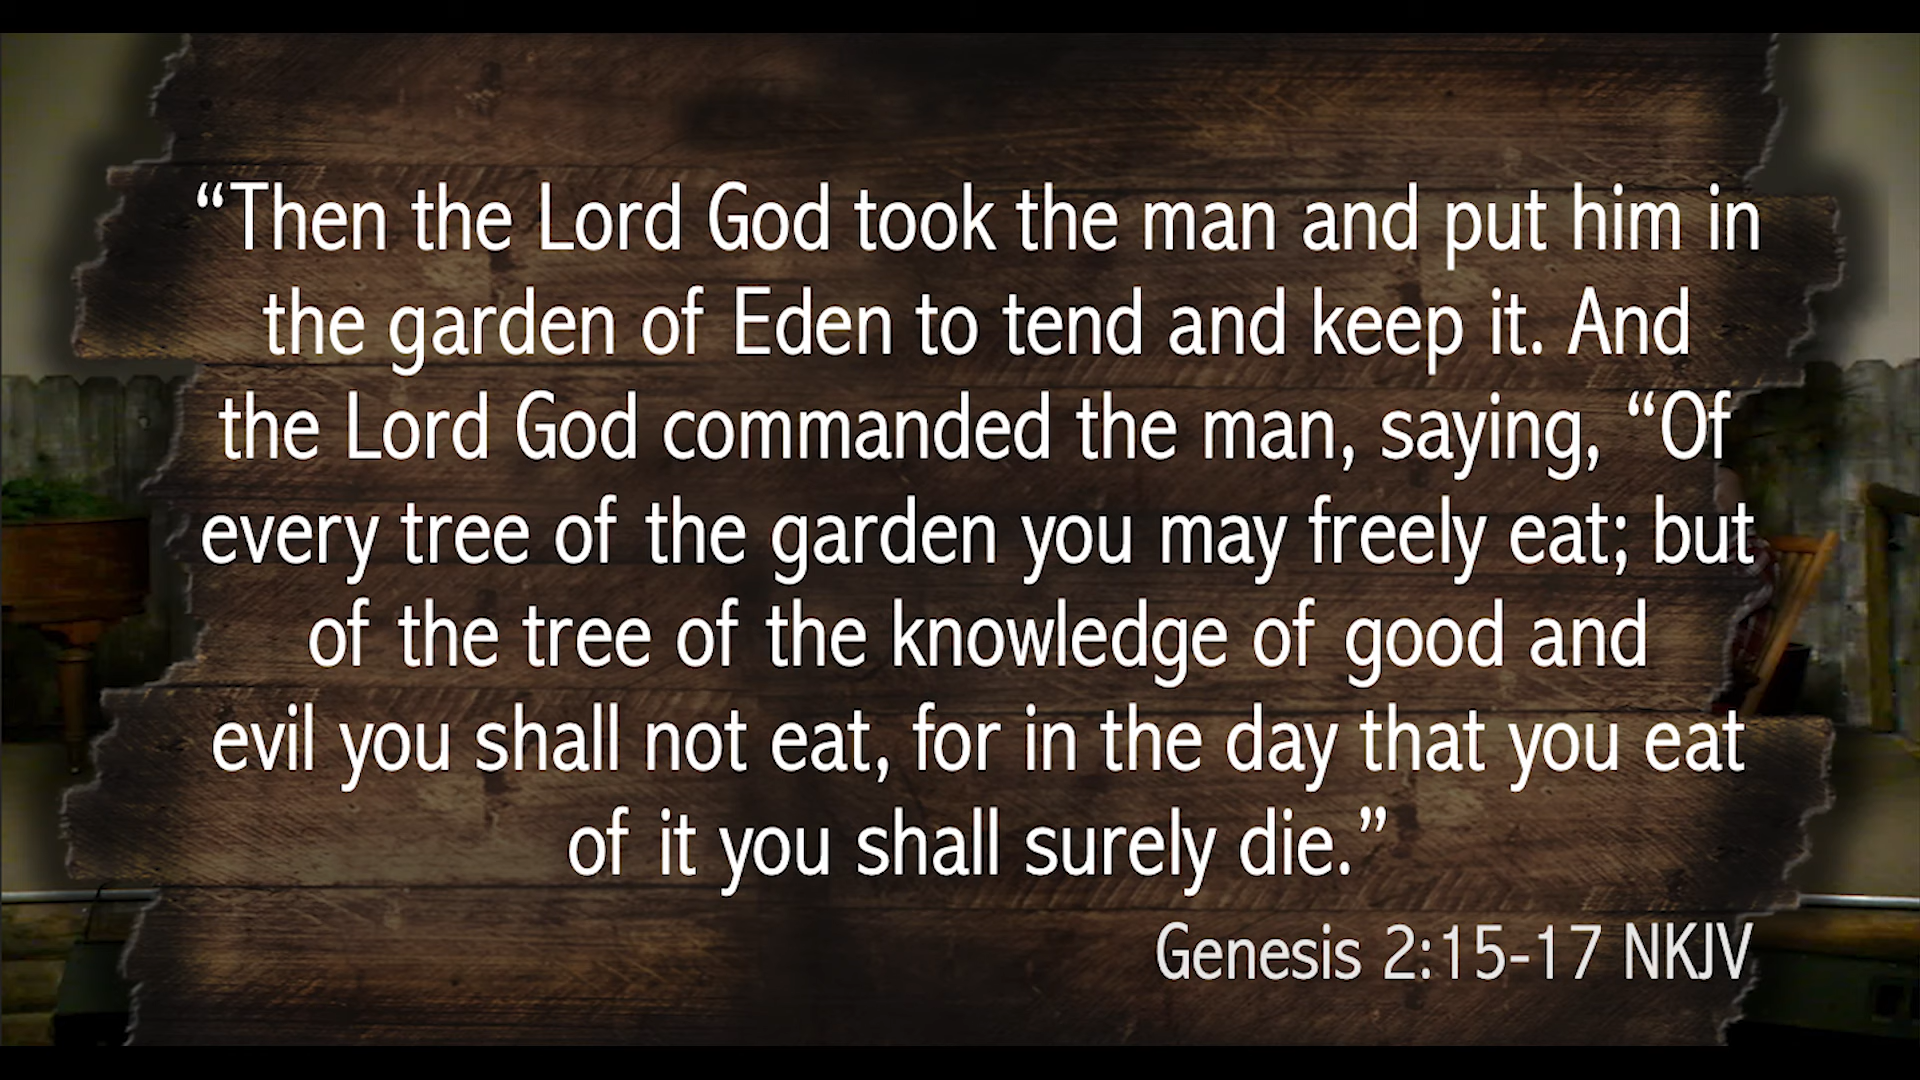 “Then the Lord God took the man and put him in
the garden of Eden to tend and keep it. And
the Lord God commanded the man, saying, “Of
every tree of the garden you may freely eat; but
of the tree of the knowledge of good and
evil you shall not eat, for in the day that you eat
of it you shall surely die.”
Genesis 2:15-17 NKJV